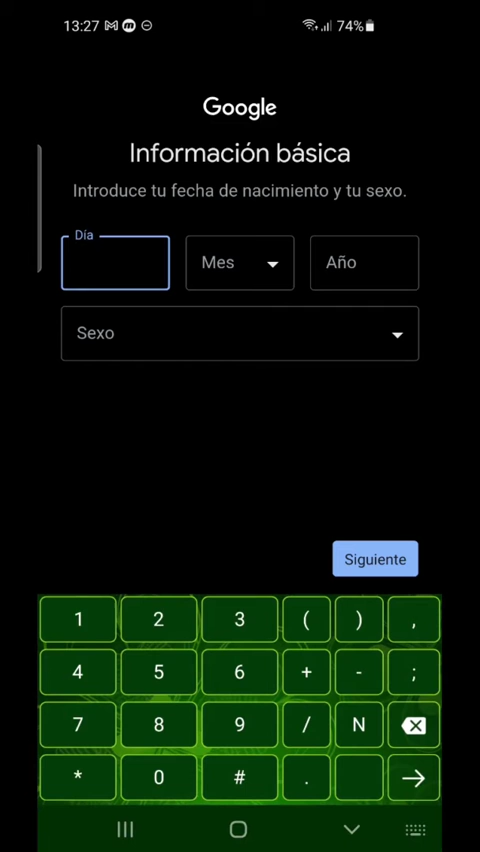 13:27 74%
Google
Información básica
Introduce tu fecha de nacimiento y tu sexo.
Día
Mes Año
Sexo
Siguiente
1 2 3 ( ) ,
4 5 6 + - ;
7 8 9 / N
* 0 # .